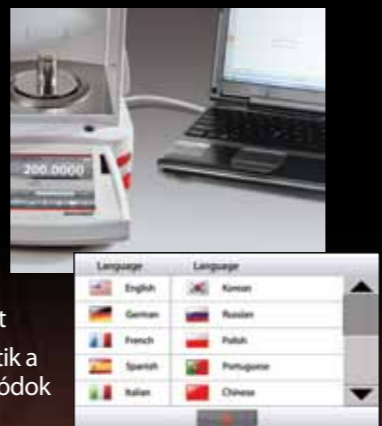 200.0000
Language Language
English Korean
German Russian
French Polish
Spanish Portuguese
Italian Chinese
t
tik a
ódok